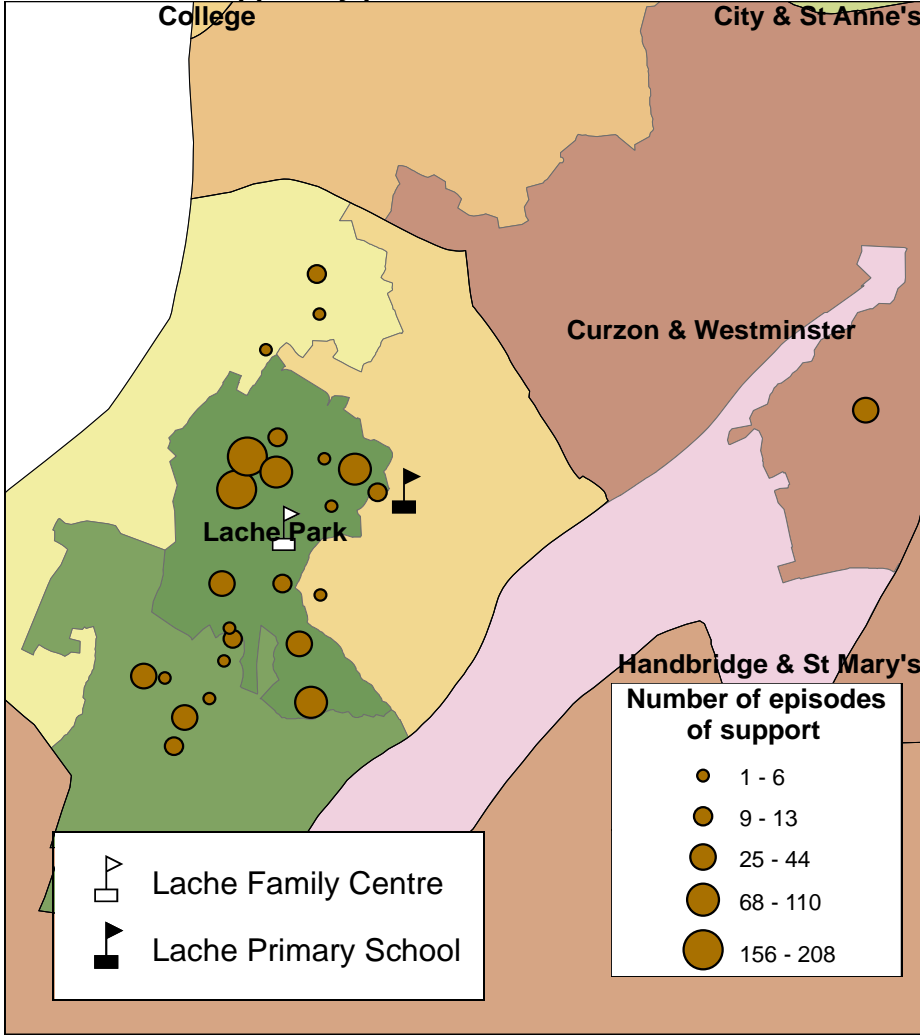 College
City & St Anne's
Curzon & Westminster
Lache Park
Handbridge & St Mary's
Number of episodes
of support
1 - 6
9 - 13
25 - 44
68 - 110
156 - 208
Lache Family Centre
Lache Primary School